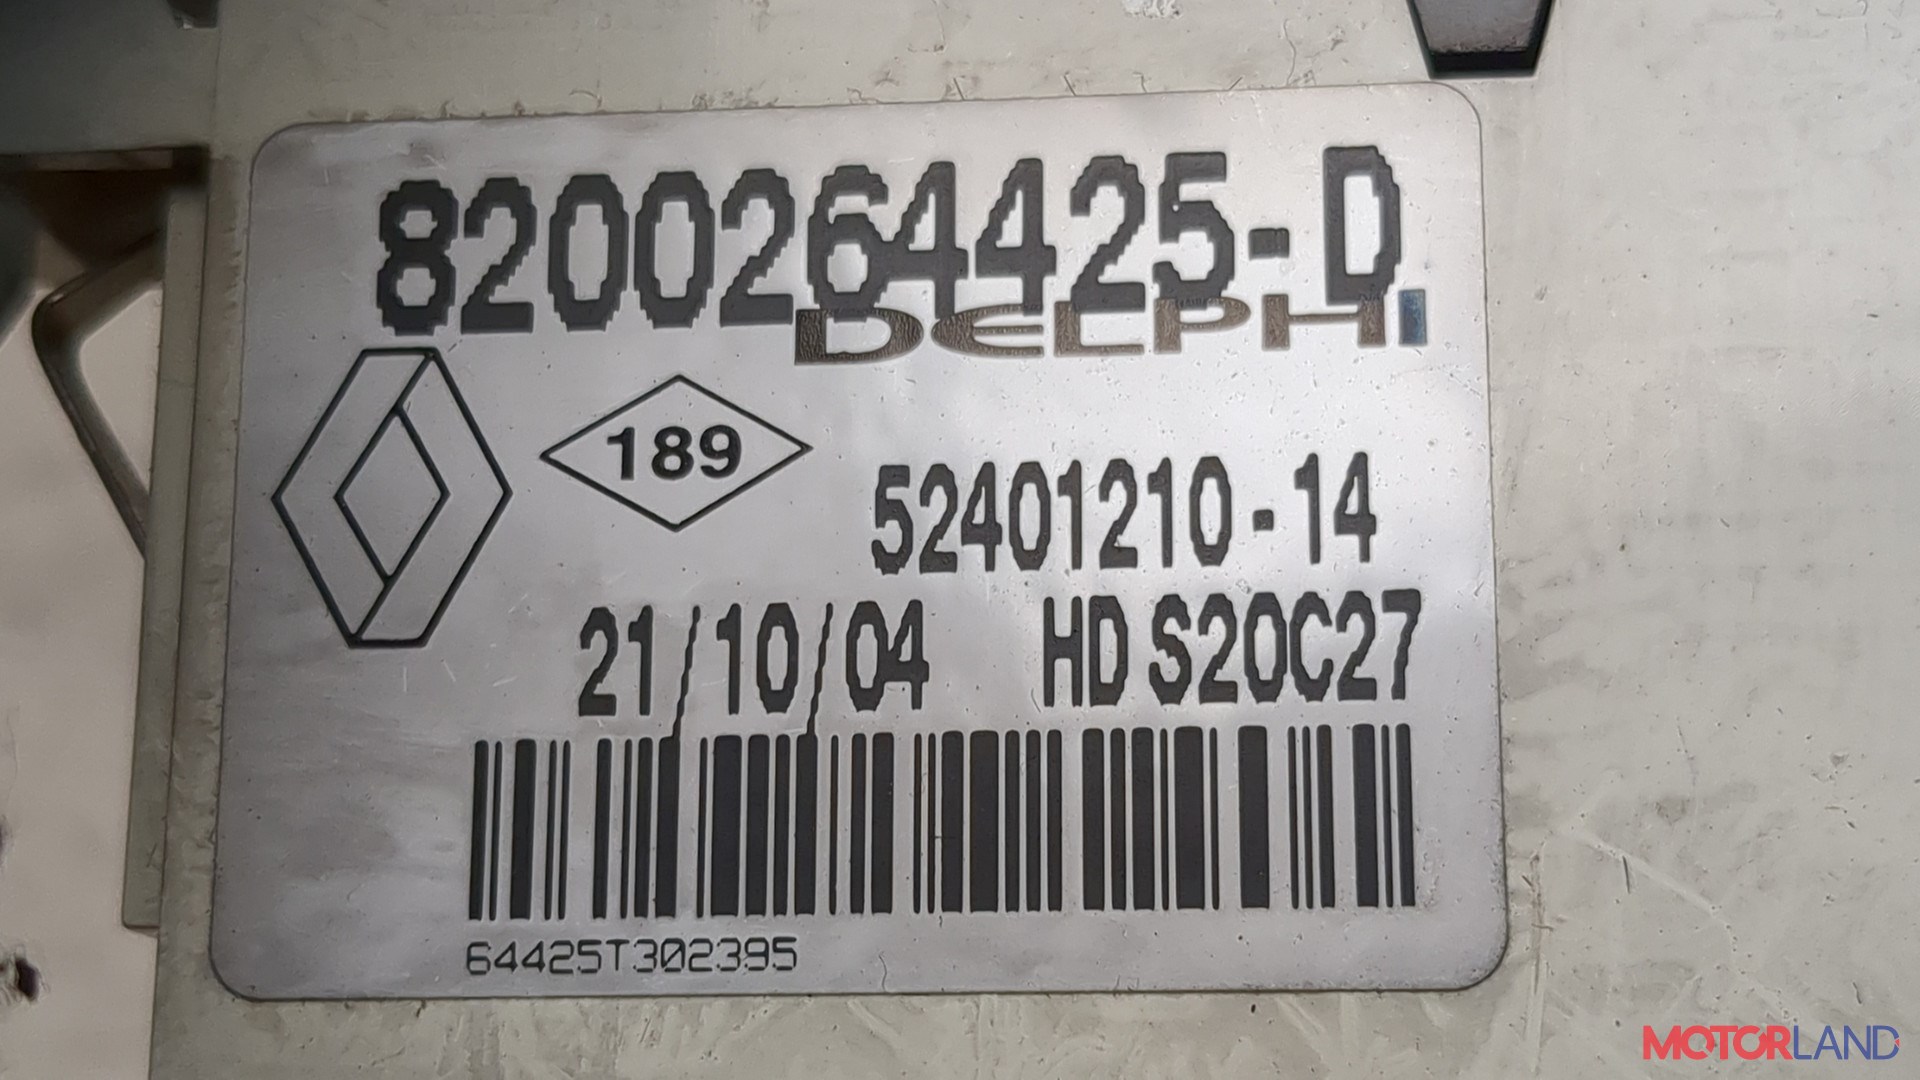 8200264425-D
DELPHI
189
52401210-14
21/10/04 HD S20C27
64425T302395
MOTORLAND